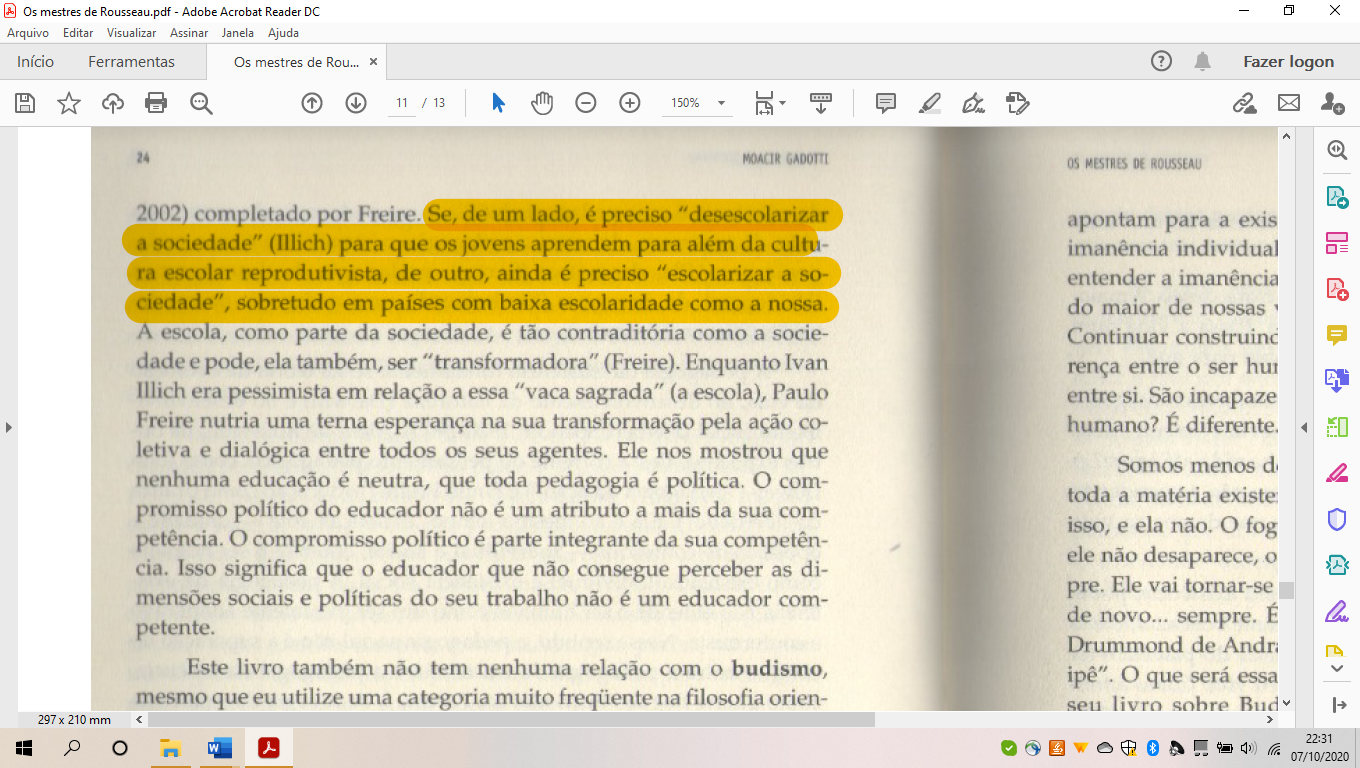 Os mestres de Rousseau.pdf - Adobe Acrobat Reader DC
Arquivo Editar Visualizar Assinar Janela Ajuda
Início Ferramentas Os mestres de Rou... × Fazer logon
11 / 13 150%
24 MOACIR GADOTTI
2002) completado por Freire. Se, de um lado, é preciso “desescolarizar
a sociedade” (Illich) para que os jovens aprendem para além da cultu-
ra escolar reprodutivista, de outro, ainda é preciso “escolarizar a so-
ciedade”, sobretudo em países com baixa escolaridade como a nossa.
A escola, como parte da sociedade, é tão contraditória como a socie-
dade e pode, ela também, ser “transformadora” (Freire). Enquanto Ivan
Illich era pessimista em relação a essa “vaca sagrada” (a escola), Paulo
Freire nutria uma terna esperança na sua transformação pela ação co-
letiva e dialógica entre todos os seus agentes. Ele nos mostrou que
nenhuma educação é neutra, que toda pedagogia é política. O com-
promisso político do educador não é um atributo a mais da sua com-
petência. O compromisso político é parte integrante da sua competên-
cia. Isso significa que o educador que não consegue perceber as di-
mensões sociais e políticas do seu trabalho não é um educador com-
petente.
Este livro também não tem nenhuma relação com o budismo,
mesmo que eu utilize uma categoria muito freqüente na filosofia orien-
OS MESTRES DE ROUSSEAU
apontam para a exis
imanência individual
entender a imanência
do maior de nossas
Continuar construind
rença entre o ser hu
entre si. São incapaze
humano? É diferente.
Somos menos d
toda a matéria existe
isso, e ela não. O fog
ele não desaparece, o
pre. Ele vai tornar-se
de novo... sempre. É
Drummond de Andra
ipê”. O que será essa
seu livro sobre Bud
297 x 210 mm
22:31
07/10/2020